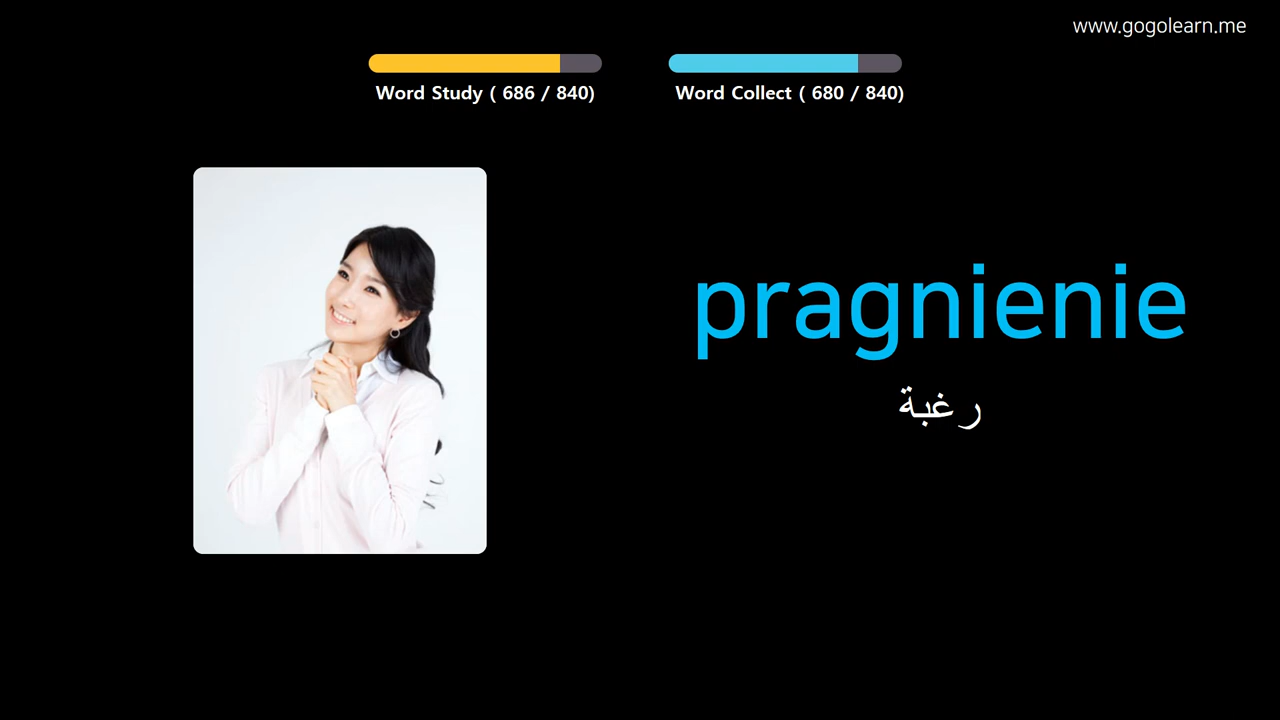 www.gogolearn.me
Word Study ( 686 / 840)
Word Collect ( 680 / 840)
pragnienie
رغبة